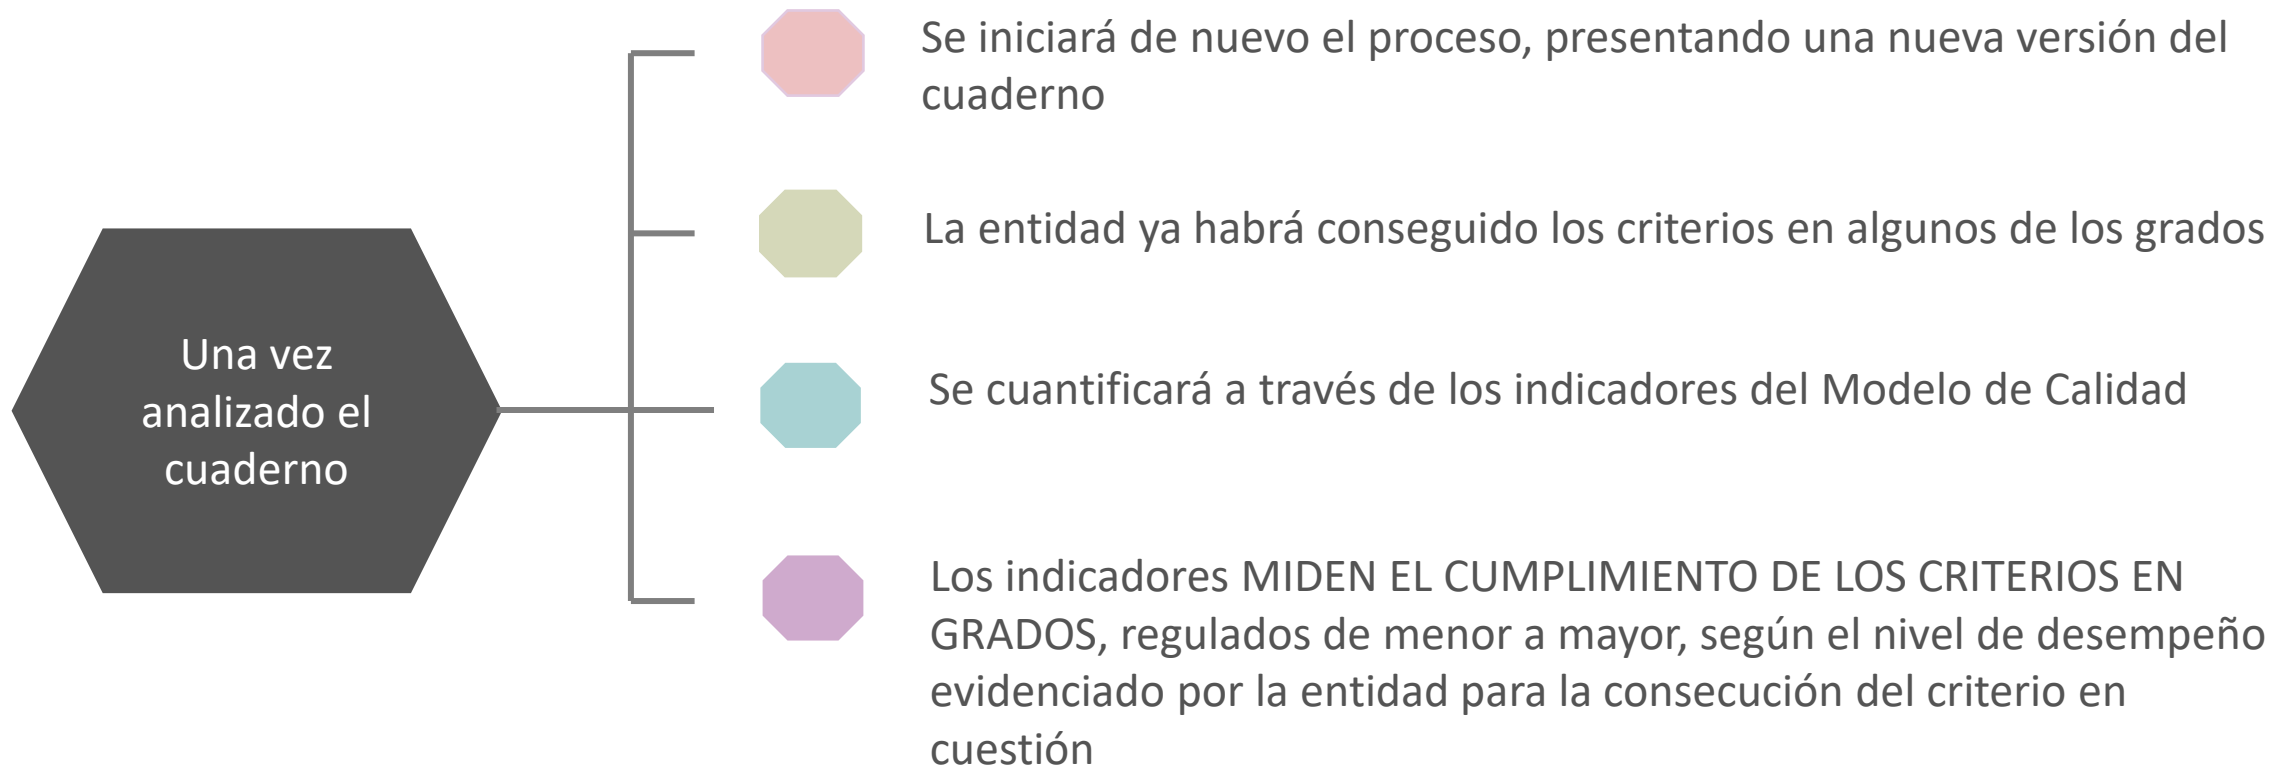 Una vez
analizado el
cuaderno
Se iniciará de nuevo el proceso, presentando una nueva versión del
cuaderno
La entidad ya habrá conseguido los criterios en algunos de los grados
Se cuantificará a través de los indicadores del Modelo de Calidad
Los indicadores MIDEN EL CUMPLIMIENTO DE LOS CRITERIOS EN
GRADOS, regulados de menor a mayor, según el nivel de desempeño
evidenciado por la entidad para la consecución del criterio en
cuestión